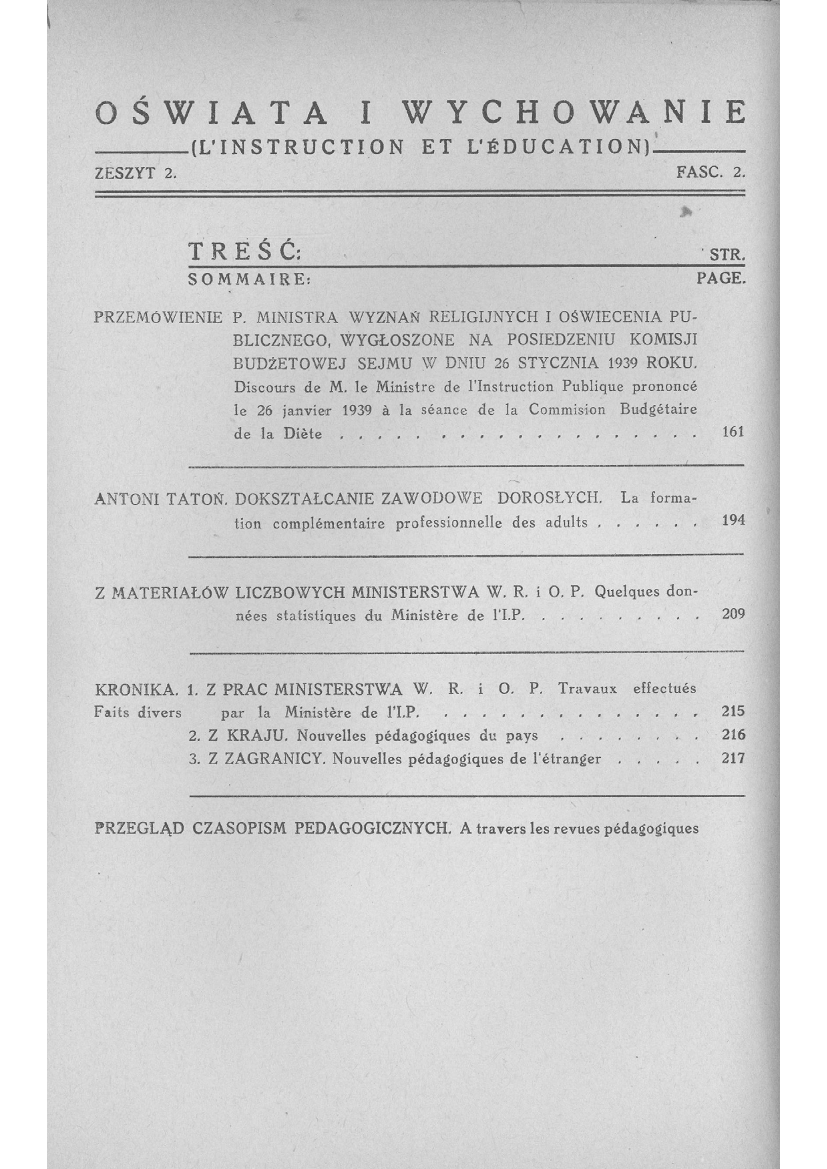 OŚWIATA I WYCHOWANIE
(L'INSTRUCTION ET L'ÉDUCATION)
ZESZYT 2. FASC. 2.
TREŚĆ: STR.
SOMMAIRE: PAGE.
PRZEMÓWIENIE P. MINISTRA WYZNAŃ RELIGIJNYCH I OŚWIECENIA PU-
BLICZNEGO, WYGŁOSZONE NA POSIEDZENIU KOMISJI
BUDŻETOWEJ SEJMU W DNIU 26 STYCZNIA 1939 ROKU.
Discours de M. le Ministre de l'Instruction Publique prononcé
le 26 janvier 1939 à la séance de la Commision Budgétaire
de la Diète . . . . . . . . . . . . . . . . . . . 161
ANTONI TATOŃ. DOKSZTAŁCANIE ZAWODOWE DOROSŁYCH. La forma-
tion complémentaire professionnelle des adults . . . . . . 194
Z MATERIAŁÓW LICZBOWYCH MINISTERSTWA W. R. i O. P. Quelques don-
nées statistiques du Ministère de l'I.P. . . . . . . . . . 209
KRONIKA. 1. Z PRAC MINISTERSTWA W. R. i O. P. Travaux effectués
Faits divers par la Ministère de l'I.P. . . . . . . . . . . . . . . 215
2. Z KRAJU. Nouvelles pédagogiques du pays . . . . . . . . 216
3. Z ZAGRANICY. Nouvelles pédagogiques de l'étranger . . . . . 217
PRZEGLĄD CZASOPISM PEDAGOGICZNYCH. A travers les revues pédagogiques